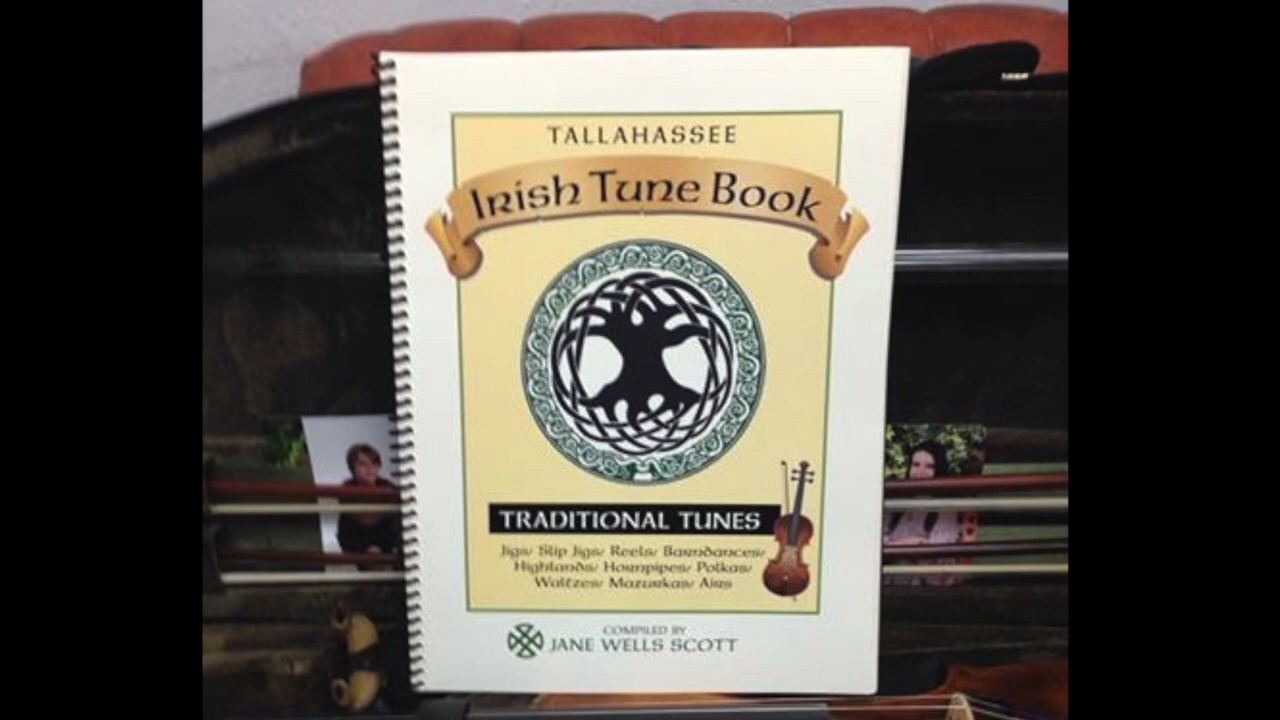 TALLAHASSEE
Irish Tune Book
TRADITIONAL TUNES
Jigs/ Slip Jigs/ Reels/ Barndances/
Highlands/ Hornpipes/ Polkas/
Waltzes/ Mazurkas/ Airs
COMPILED BY
JANE WELLS SCOTT